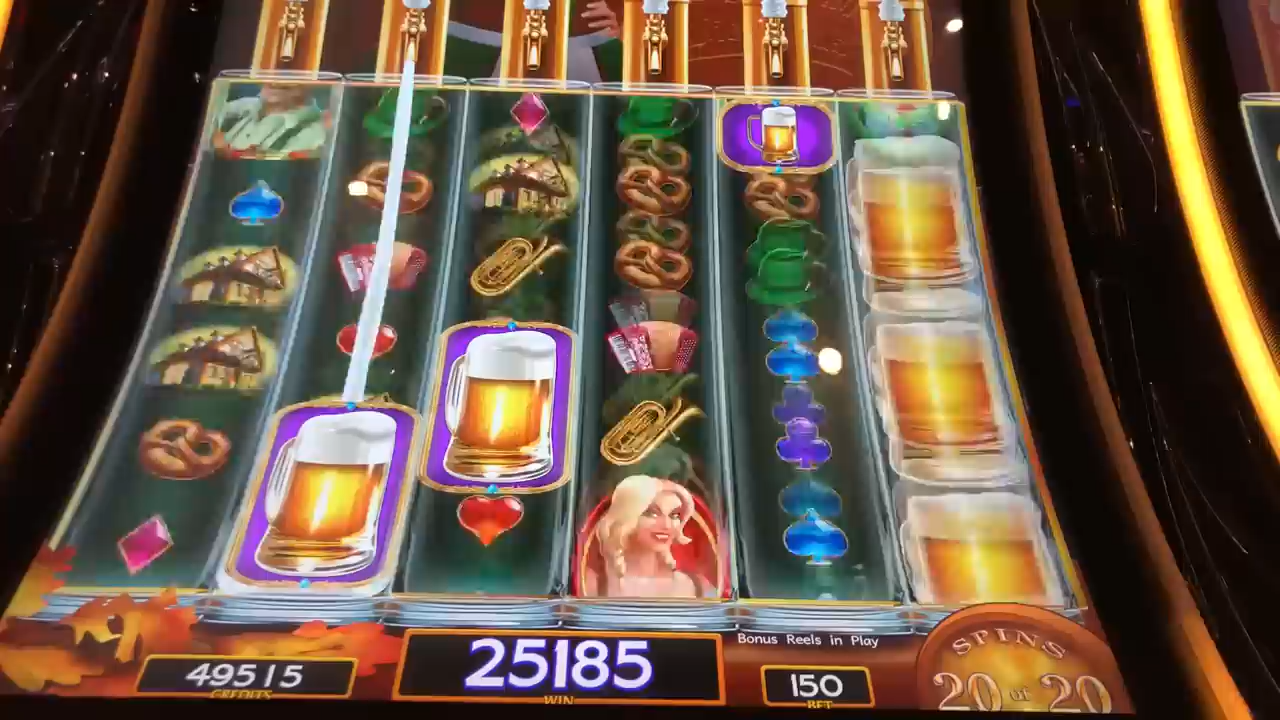 Bonus Reels in Play
49515
CREDITS
25185
WIN
150
BET
SPINS
20 of 20